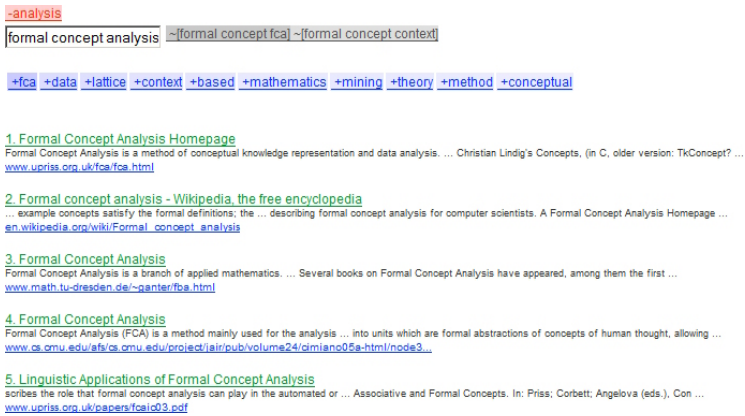 -analysis
formal concept analysis ~[formal concept fca] ~[formal concept context]
+fca +data +lattice +context +based +mathematics +mining +theory +method +conceptual
1. Formal Concept Analysis Homepage
Formal Concept Analysis is a method of conceptual knowledge representation and data analysis. ... Christian Lindig's Concepts, (in C, older version: TkConcept? ...
www.upriss.org.uk/fca/fca.html
2. Formal concept analysis - Wikipedia, the free encyclopedia
... example concepts satisfy the formal definitions; the ... describing formal concept analysis for computer scientists. A Formal Concept Analysis Homepage ...
en.wikipedia.org/wiki/Formal_concept_analysis
3. Formal Concept Analysis
Formal Concept Analysis is a branch of applied mathematics. ... Several books on Formal Concept Analysis have appeared, among them the first ...
www.math.tu-dresden.de/~ganter/fba.html
4. Formal Concept Analysis
Formal Concept Analysis (FCA) is a method mainly used for the analysis ... into units which are formal abstractions of concepts of human thought, allowing ...
www.cs.cmu.edu/afs/cs.cmu.edu/project/jair/pub/volume24/cimiano05a-html/node3...
5. Linguistic Applications of Formal Concept Analysis
scribes the role that formal concept analysis can play in the automated or ... Associative and Formal Concepts. In: Priss; Corbett; Angelova (eds.), Con ...
www.upriss.org.uk/papers/fcaic03.pdf